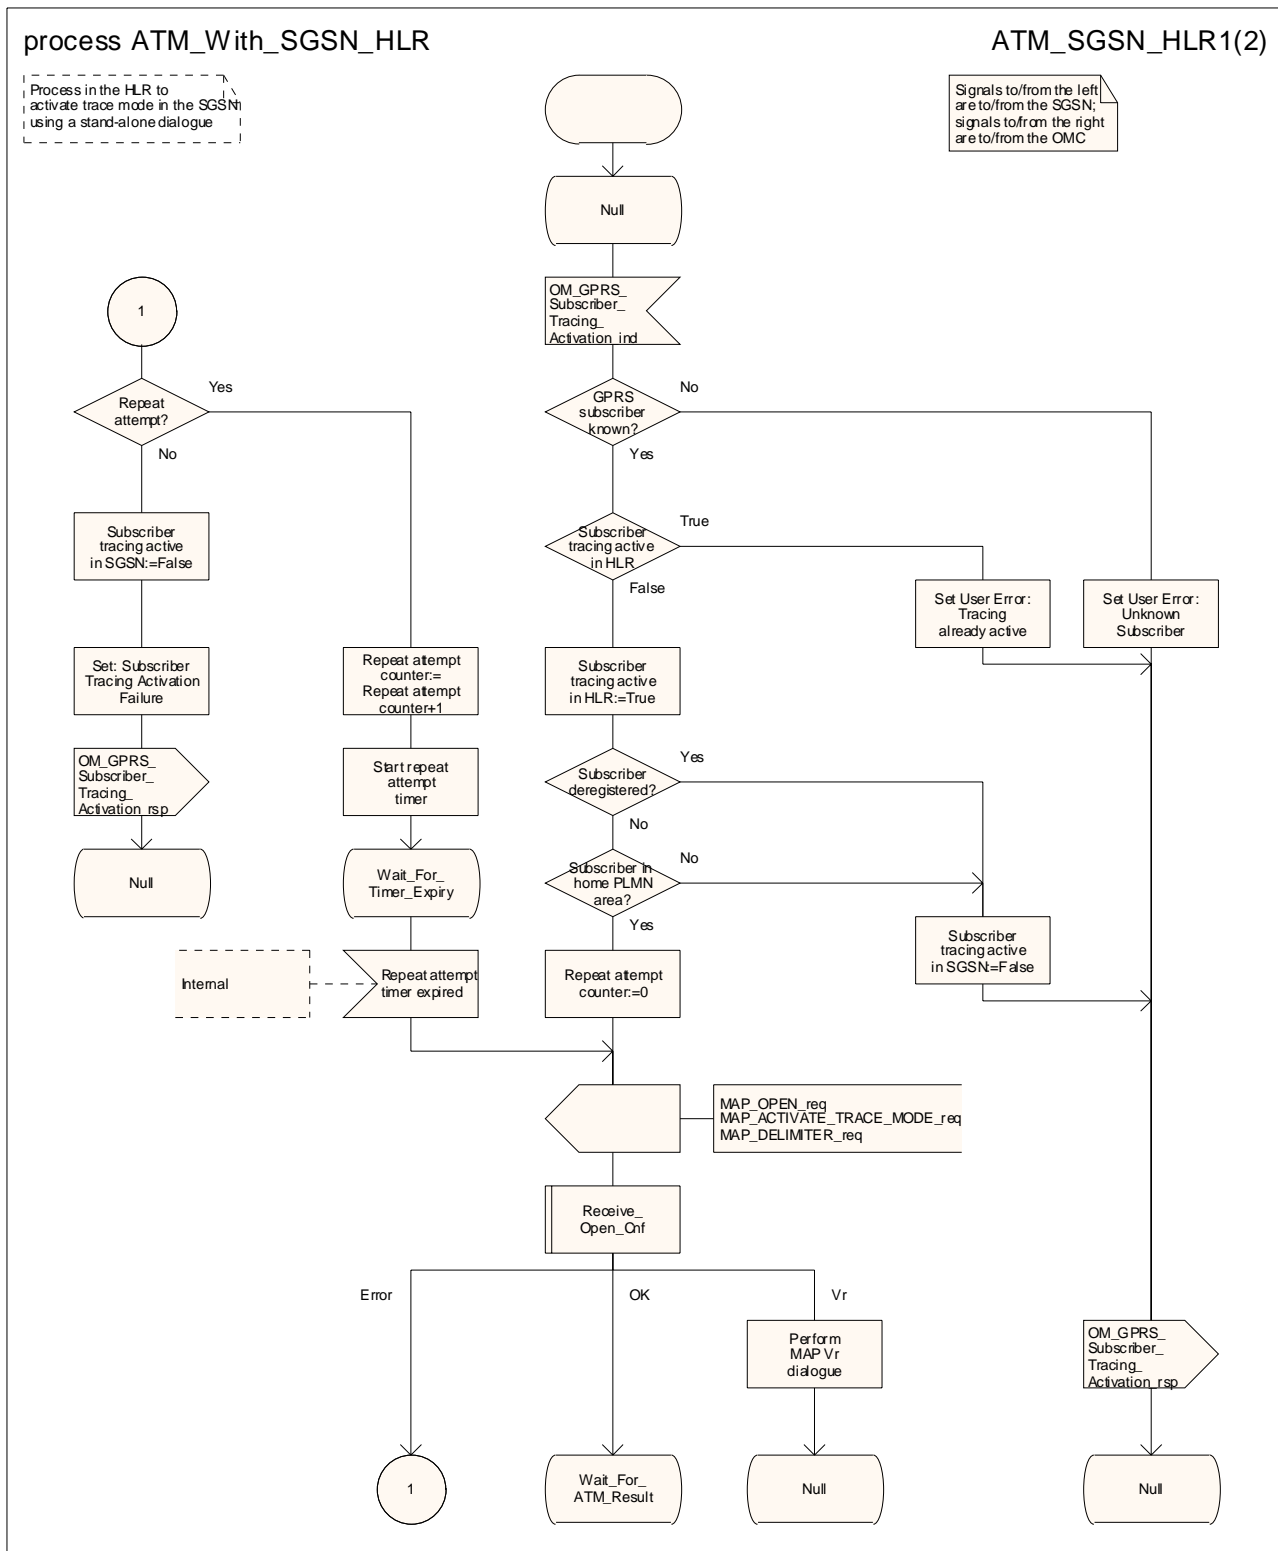 process ATM_With_SGSN_HLR
ATM_SGSN_HLR1(2)
Process in the HLR to
activate trace mode in the SGSN
using a stand-alone dialogue
Signals to/from the left
are to/from the SGSN;
signals to/from the right
are to/from the OMC
Null
OM_GPRS_
Subscriber_
Tracing_
Activation_ind
1
Repeat
attempt?
Yes
No
GPRS
subscriber
known?
No
Yes
Subscriber
tracing active
in SGSN:=False
Subscriber
tracing active
in HLR
True
False
Set User Error:
Tracing
already active
Set User Error:
Unknown
Subscriber
Set: Subscriber
Tracing Activation
Failure
Repeat attempt
counter:=
Repeat attempt
counter+1
Subscriber
tracing active
in HLR:=True
OM_GPRS_
Subscriber_
Tracing_
Activation_rsp
Start repeat
attempt
timer
Subscriber
deregistered?
Yes
No
Null
Wait_For_
Timer_Expiry
Subscriber in
home PLMN
area?
No
Yes
Subscriber
tracing active
in SGSN:=False
Internal
Repeat attempt
timer expired
Repeat attempt
counter:=0
MAP_OPEN_req
MAP_ACTIVATE_TRACE_MODE_req
MAP_DELIMITER_req
Receive_
Open_Cnf
Error
OK
Vr
Perform
MAP Vr
dialogue
OM_GPRS_
Subscriber_
Tracing_
Activation_rsp
1
Wait_For_
ATM_Result
Null
Null